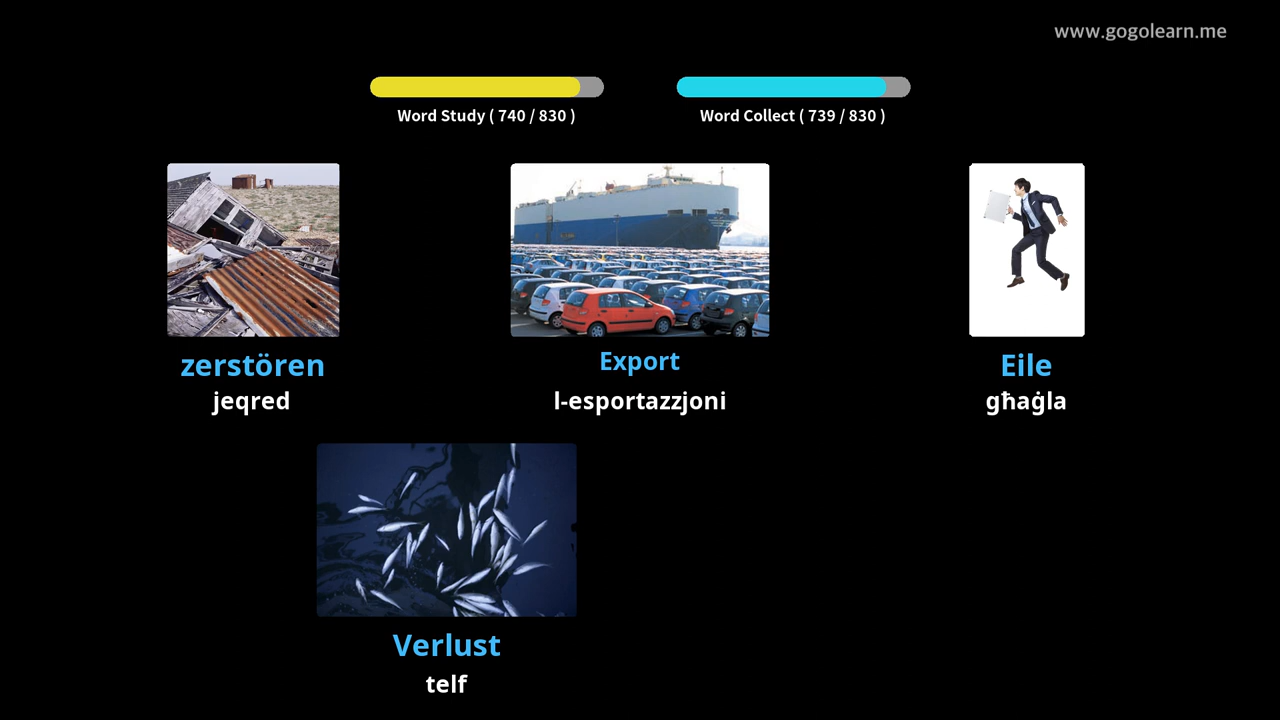 www.gogolearn.me
Word Study ( 740 / 830 )
Word Collect ( 739 / 830 )
zerstören
jeqred
Export
l-esportazzjoni
Eile
għaġla
Verlust
telf